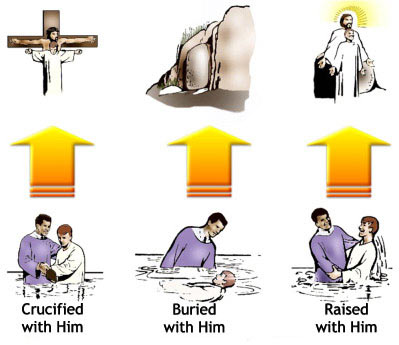 Crucified
with Him
Buried
with Him
Raised
with Him